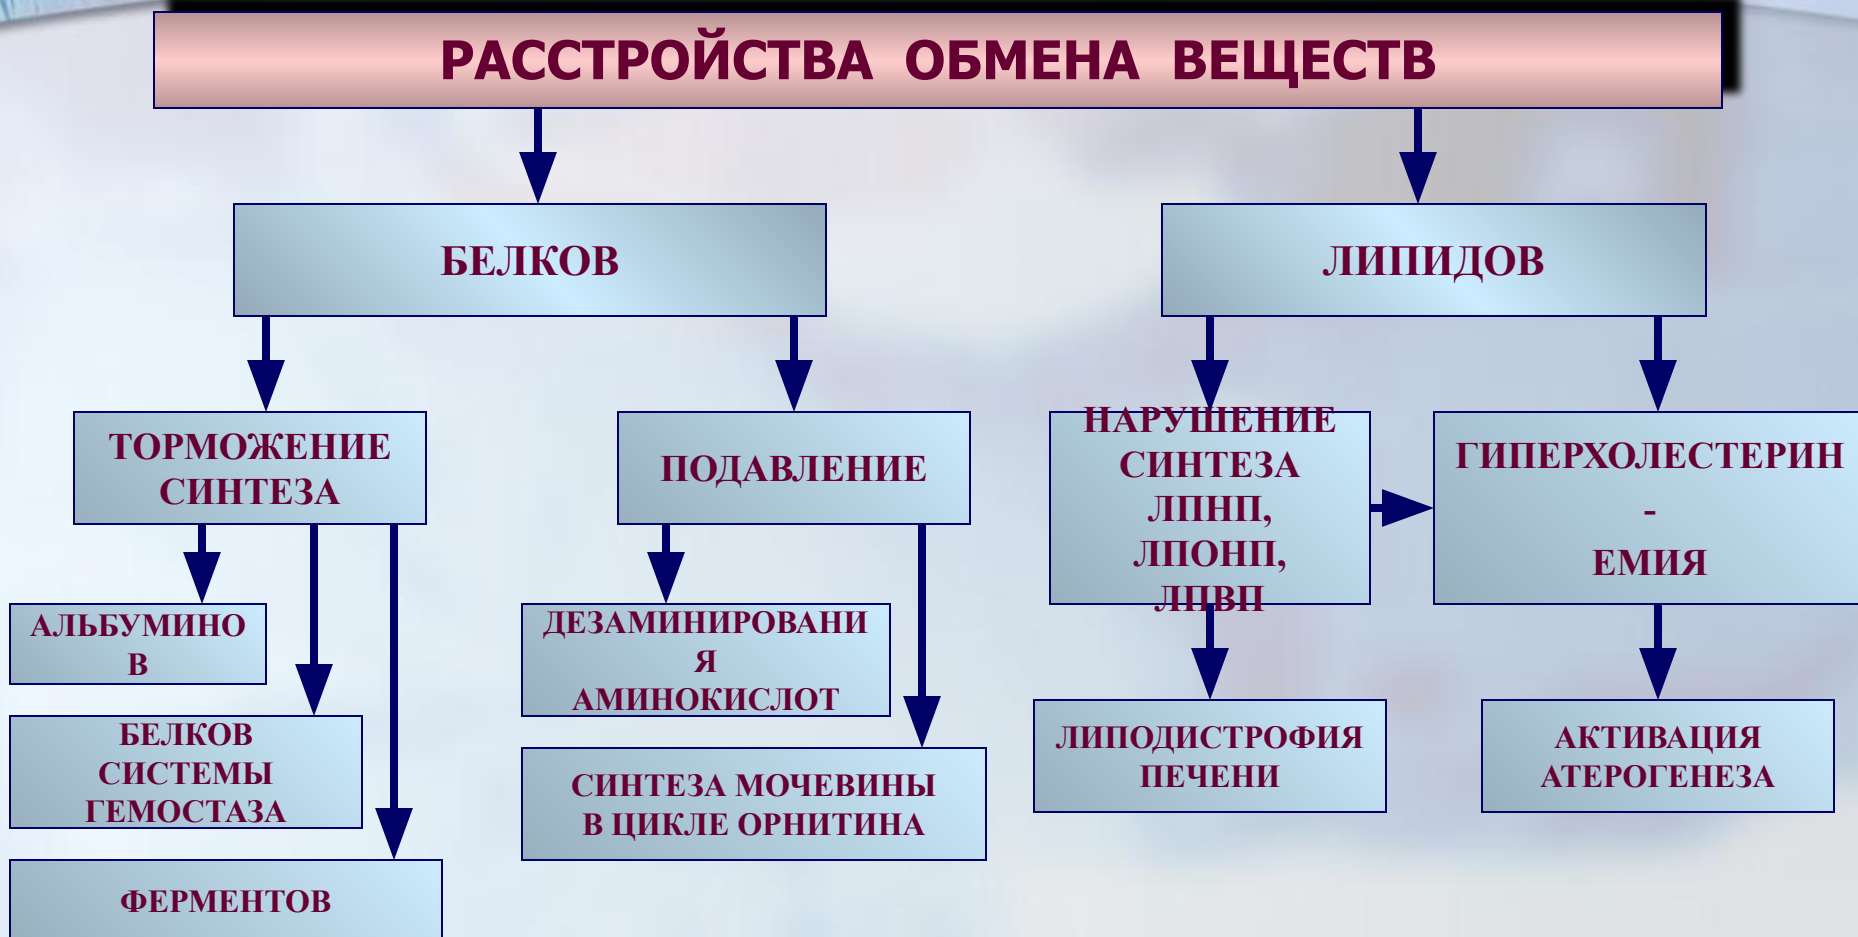 РАССТРОЙСТВА ОБМЕНА ВЕЩЕСТВ
БЕЛКОВ
ЛИПИДОВ
ТОРМОЖЕНИЕ
СИНТЕЗА
ПОДАВЛЕНИЕ
НАРУШЕНИЕ
СИНТЕЗА
ЛПНП,
ЛПОНП,
ЛПВП
ГИПЕРХОЛЕСТЕРИН
-
ЕМИЯ
АЛЬБУМИНО
В
БЕЛКОВ
СИСТЕМЫ
ГЕМОСТАЗА
ФЕРМЕНТОВ
ДЕЗАМИНИРОВАНИ
Я
АМИНОКИСЛОТ
СИНТЕЗА МОЧЕВИНЫ
В ЦИКЛЕ ОРНИТИНА
ЛИПОДИСТРОФИЯ
ПЕЧЕНИ
АКТИВАЦИЯ
АТЕРОГЕНЕЗА